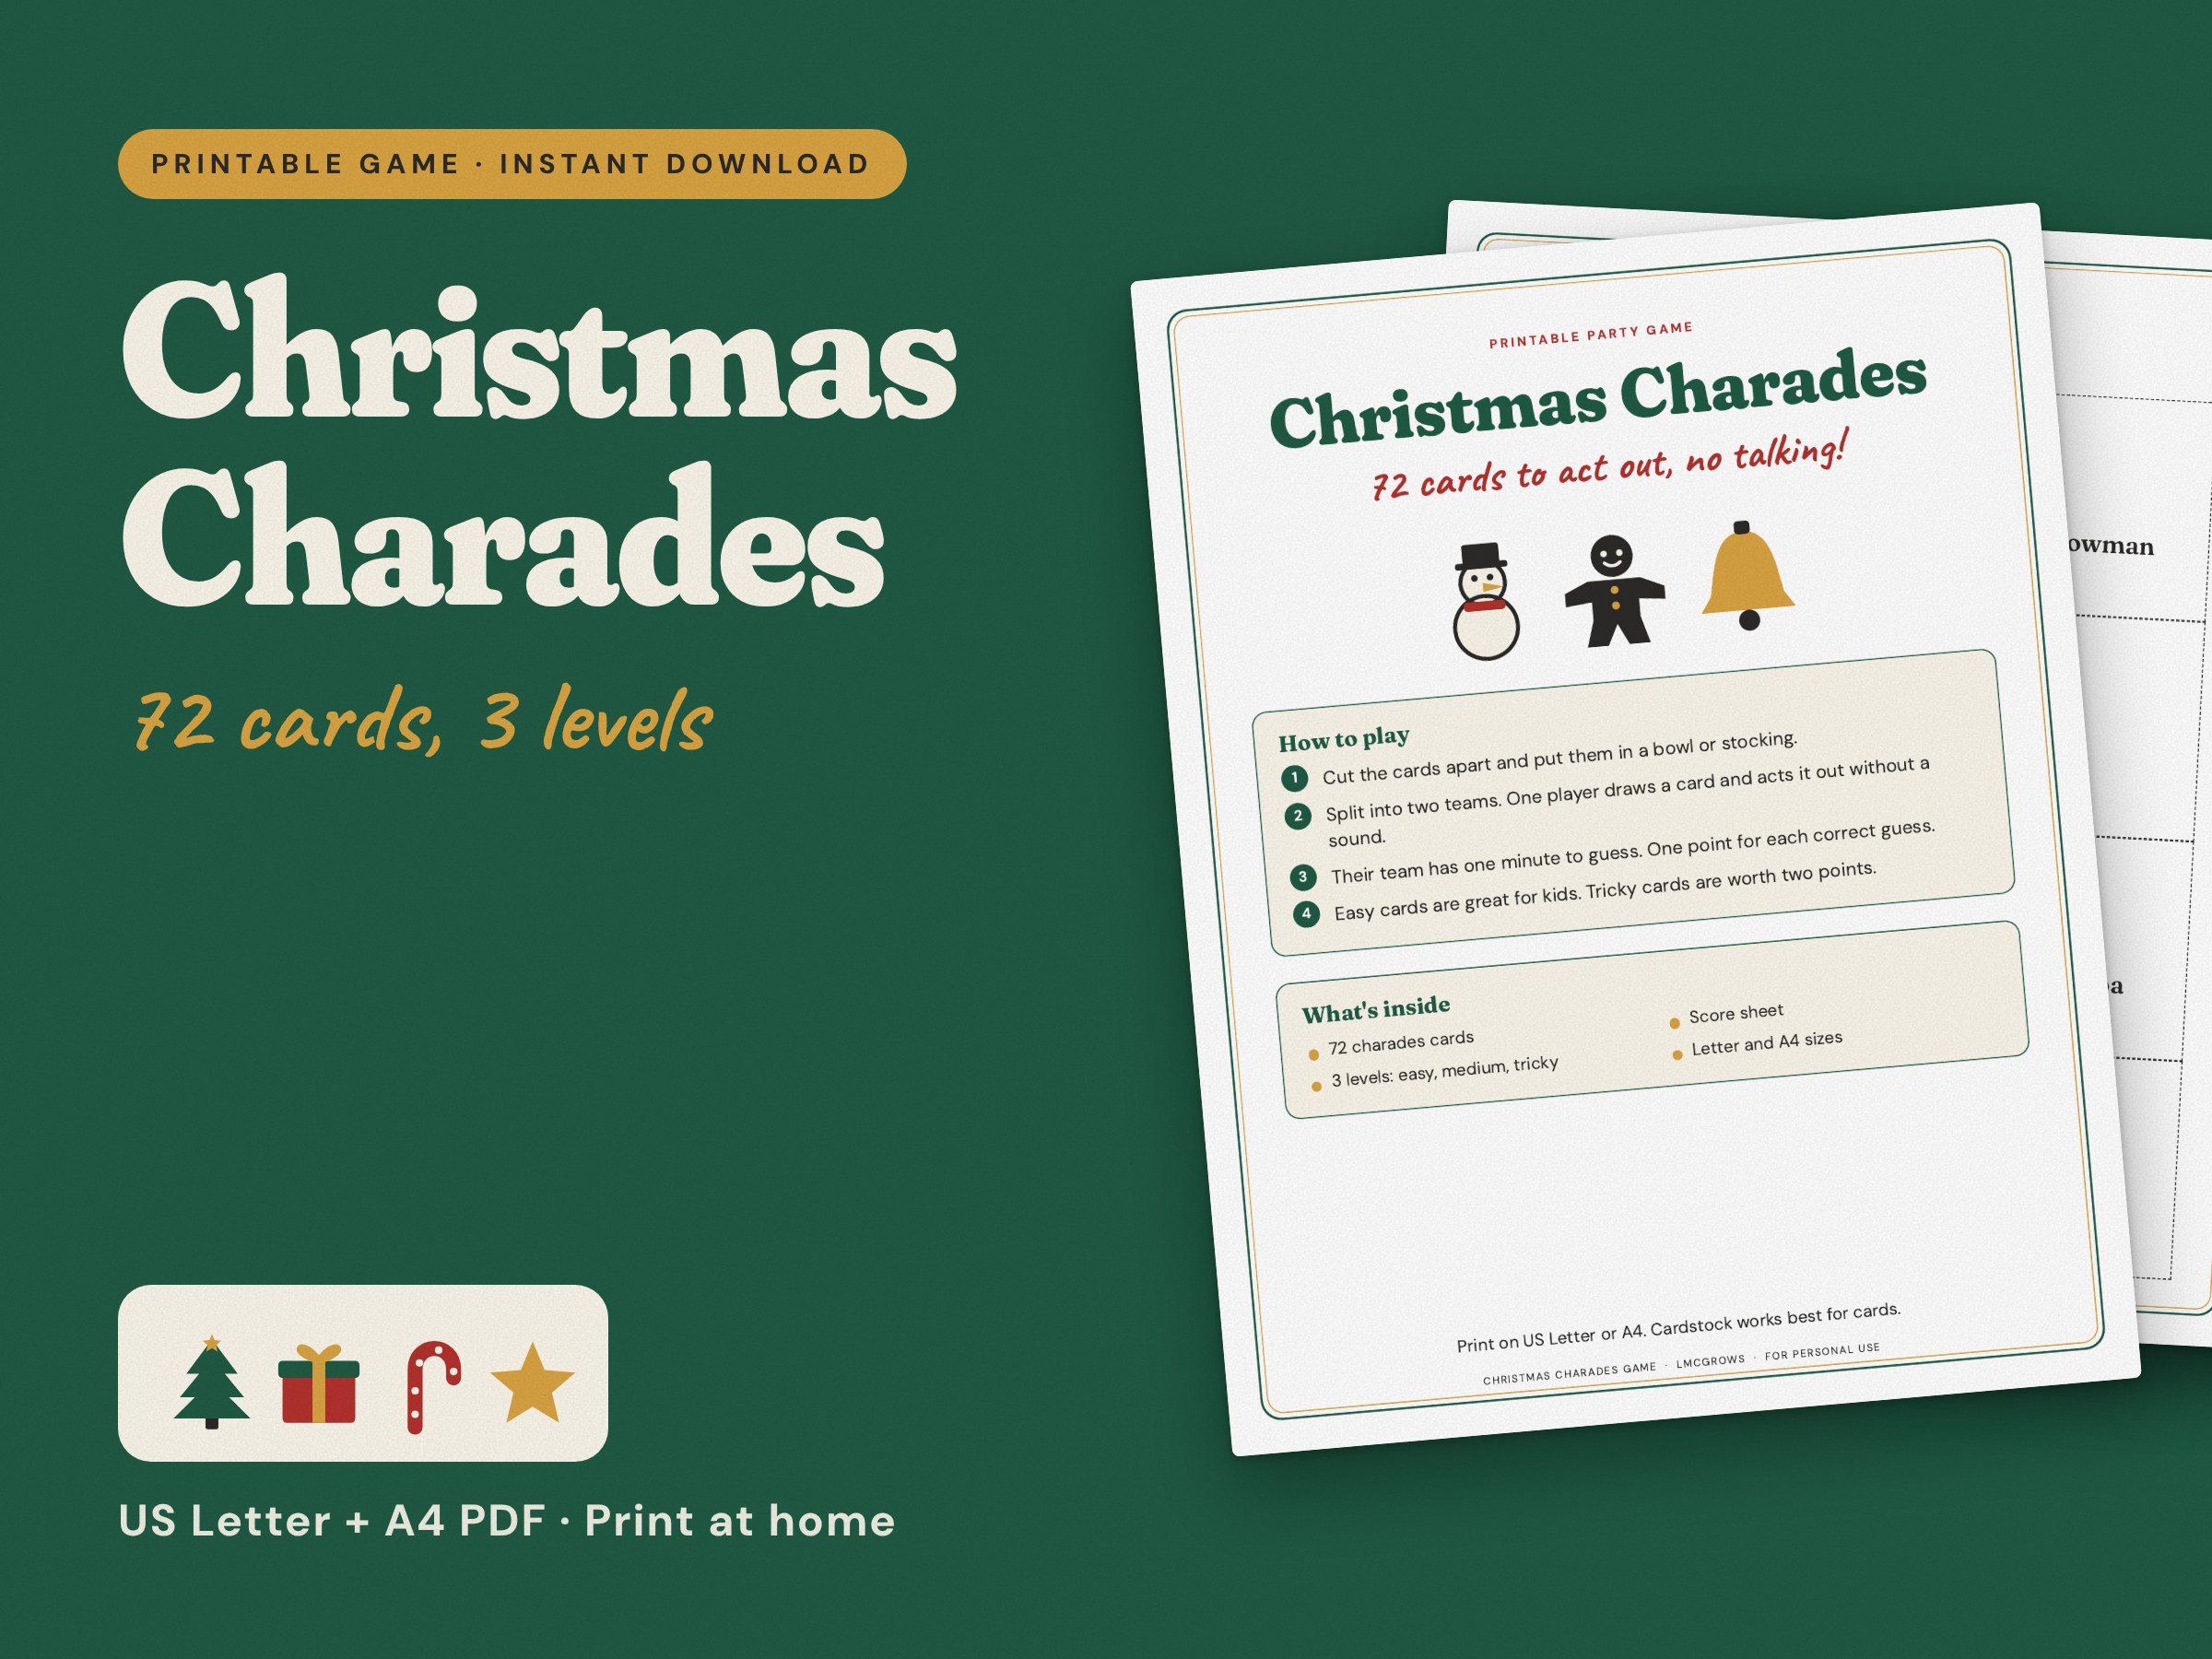 PRINTABLE GAME · INSTANT DOWNLOAD
Christmas
Charades
72 cards, 3 levels
US Letter + A4 PDF · Print at home
PRINTABLE PARTY GAME
Christmas Charades
72 cards to act out, no talking!
How to play
1 Cut the cards apart and put them in a bowl or stocking.
2 Split into two teams. One player draws a card and acts it out without a
sound.
3 Their team has one minute to guess. One point for each correct guess.
4 Easy cards are great for kids. Tricky cards are worth two points.
What's inside
72 charades cards
3 levels: easy, medium, tricky
Score sheet
Letter and A4 sizes
Print on US Letter or A4. Cardstock works best for cards.
CHRISTMAS CHARADES GAME · LMCGROWS · FOR PERSONAL USE